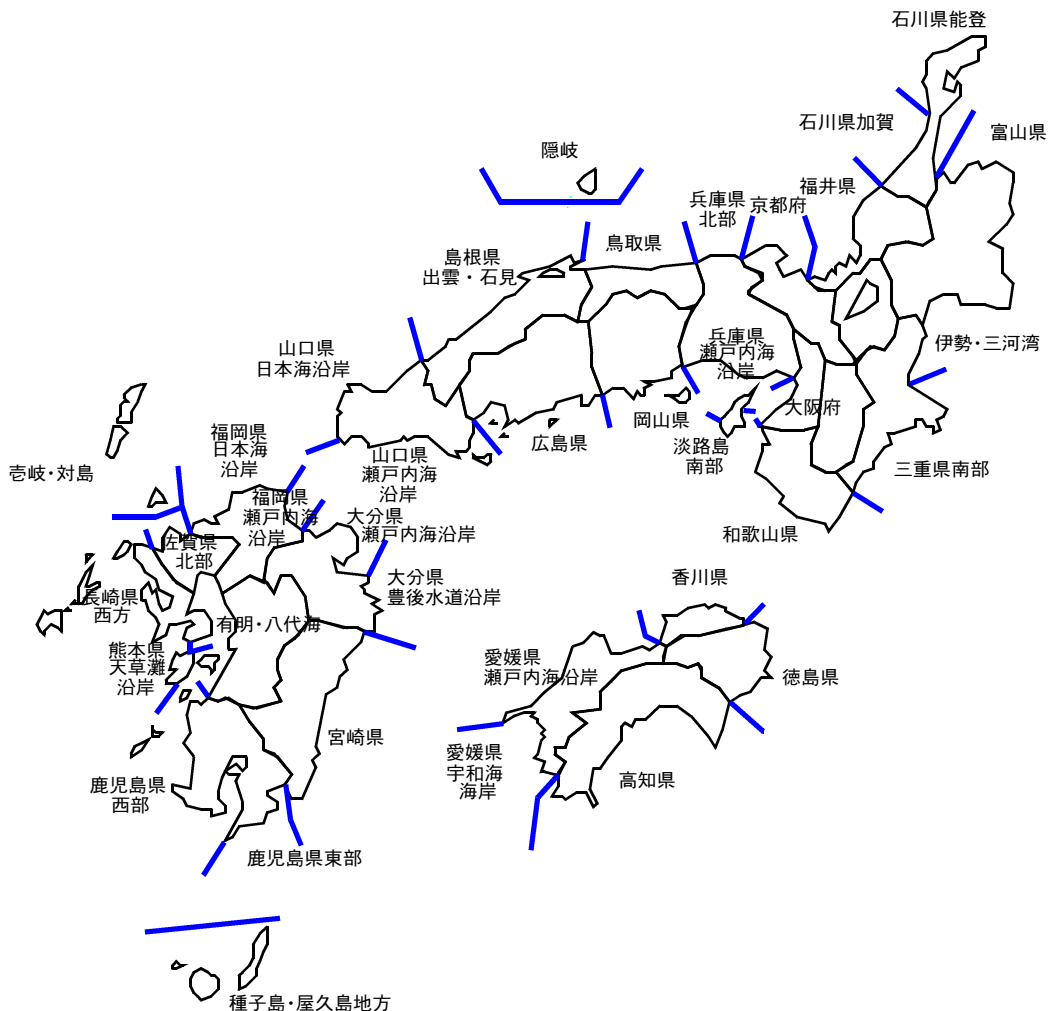 石川県能登
石川県加賀
富山県
隠岐
福井県
兵庫県
北部
京都府
鳥取県
島根県
出雲・石見
伊勢・三河湾
兵庫県
瀬戸内海
沿岸
山口県
日本海沿岸
大阪府
岡山県
広島県
淡路島
南部
福岡県
日本海
沿岸
山口県
瀬戸内海
沿岸
壱岐・対島
三重県南部
福岡県
瀬戸内海
沿岸
大分県
瀬戸内海沿岸
和歌山県
佐賀県
北部
大分県
豊後水道沿岸
香川県
長崎県
西方
有明・八代海
熊本県
天草灘
沿岸
愛媛県
瀬戸内海沿岸
徳島県
宮崎県
愛媛県
宇和海
海岸
高知県
鹿児島県
西部
鹿児島県東部
種子島・屋久島地方